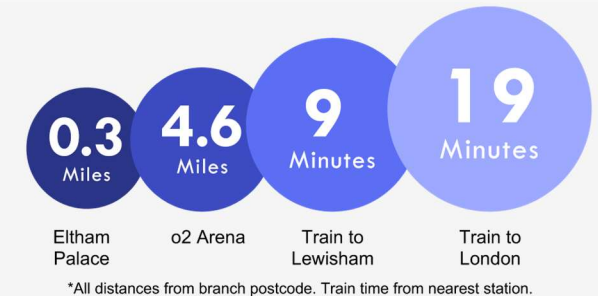 0.3
Miles
4.6
Miles
9
Minutes
19
Minutes
Eltham
Palace
o2 Arena
Train to
Lewisham
Train to
London
*All distances from branch postcode. Train time from nearest station.